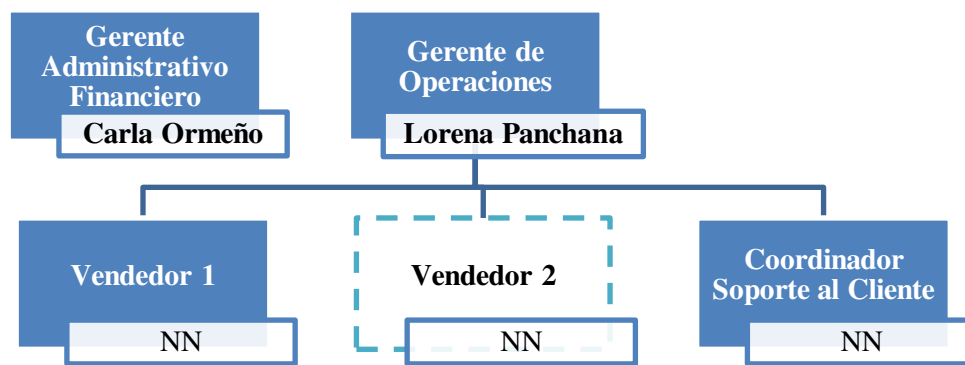 Gerente
Administrativo
Financiero
Carla Ormeño
Gerente de
Operaciones
Lorena Panchana
Vendedor 1
NN
Vendedor 2
NN
Coordinador
Soporte al Cliente
NN